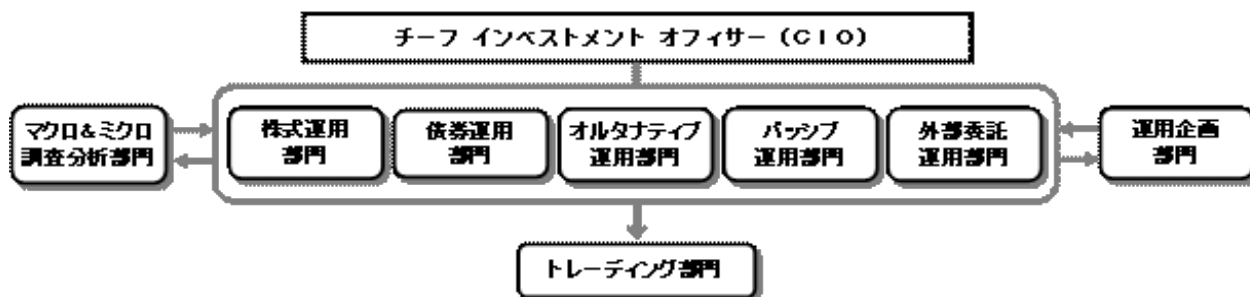 チーフ インベストメント オフィサー（ＣＩＯ）
マクロ＆ミクロ
調査分析部門
株式運用
部門
債券運用
部門
オルタナティブ
運用部門
パッシブ
運用部門
外部委託
運用部門
運用企画
部門
トレーディング部門